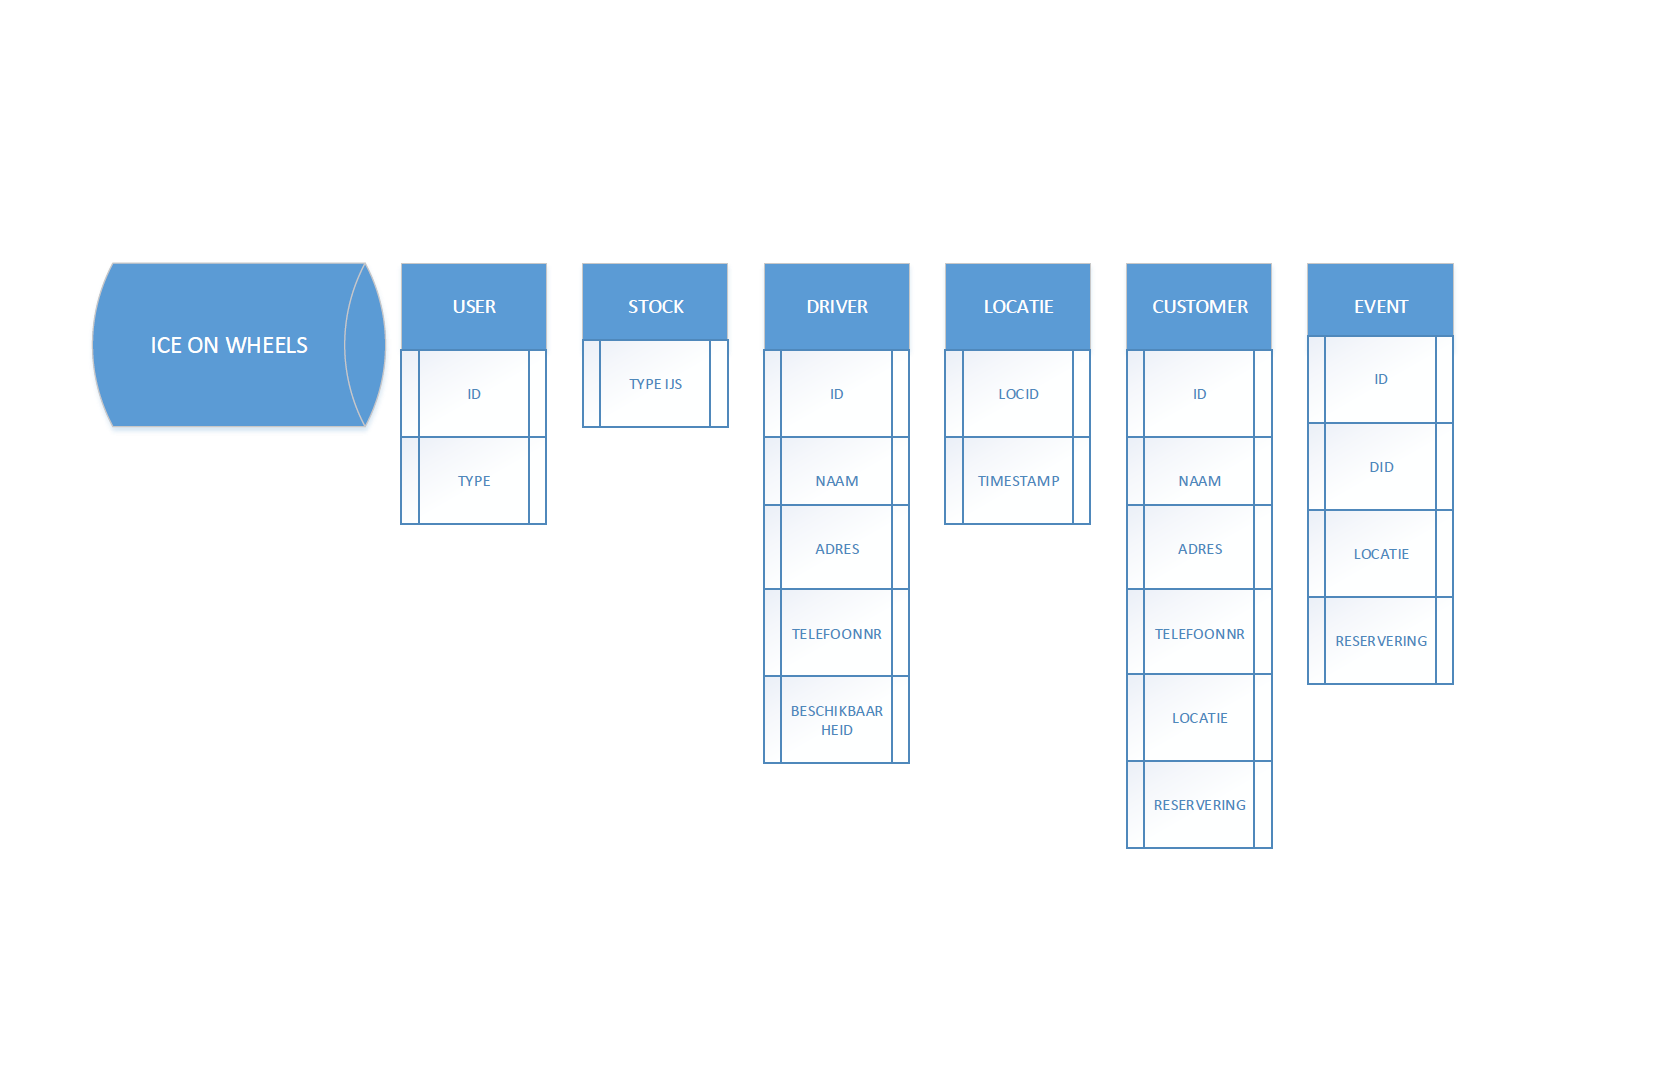 ICE ON WHEELS
USER
ID
TYPE
STOCK
TYPE IJS
DRIVER
ID
NAAM
ADRES
TELEFOONNR
BESCHIKBAAR
HEID
LOCATIE
LOCID
TIMESTAMP
CUSTOMER
ID
NAAM
ADRES
TELEFOONNR
LOCATIE
RESERVERING
EVENT
ID
DID
LOCATIE
RESERVERING